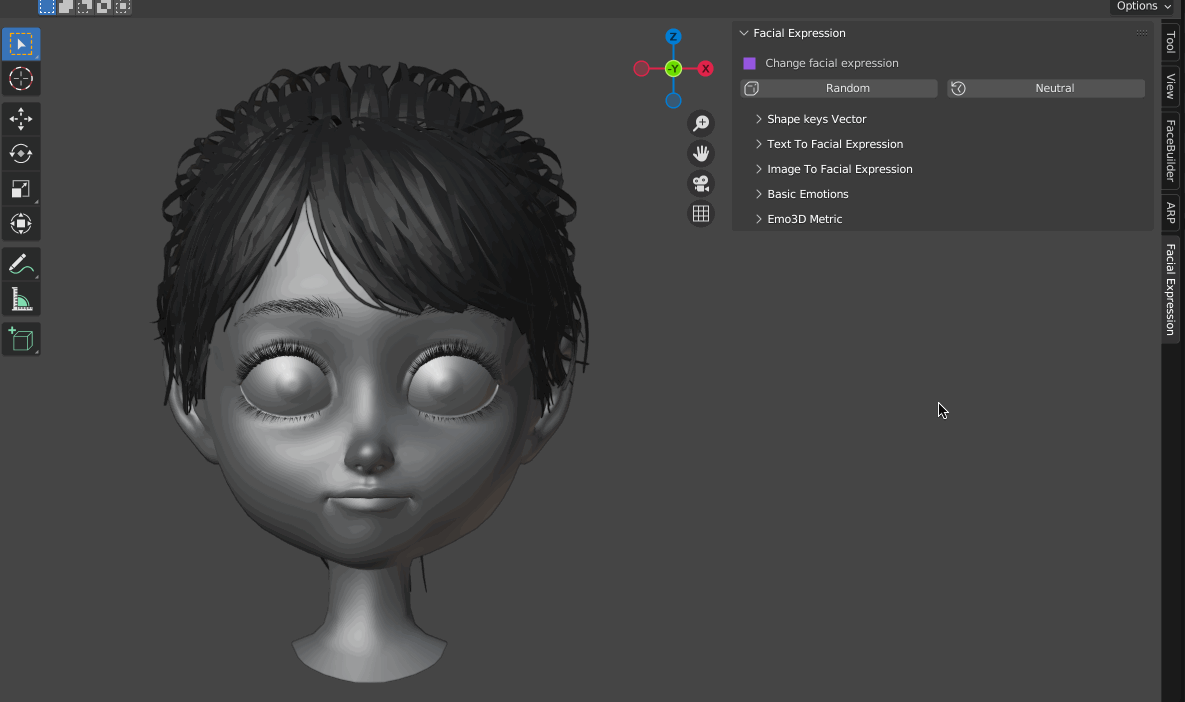 Options
Z
-Y
X
Facial Expression
Change facial expression
Random
Neutral
Shape keys Vector
Text To Facial Expression
Image To Facial Expression
Basic Emotions
Emo3D Metric
Tool
View
FaceBuilder
ARP
Facial Expression